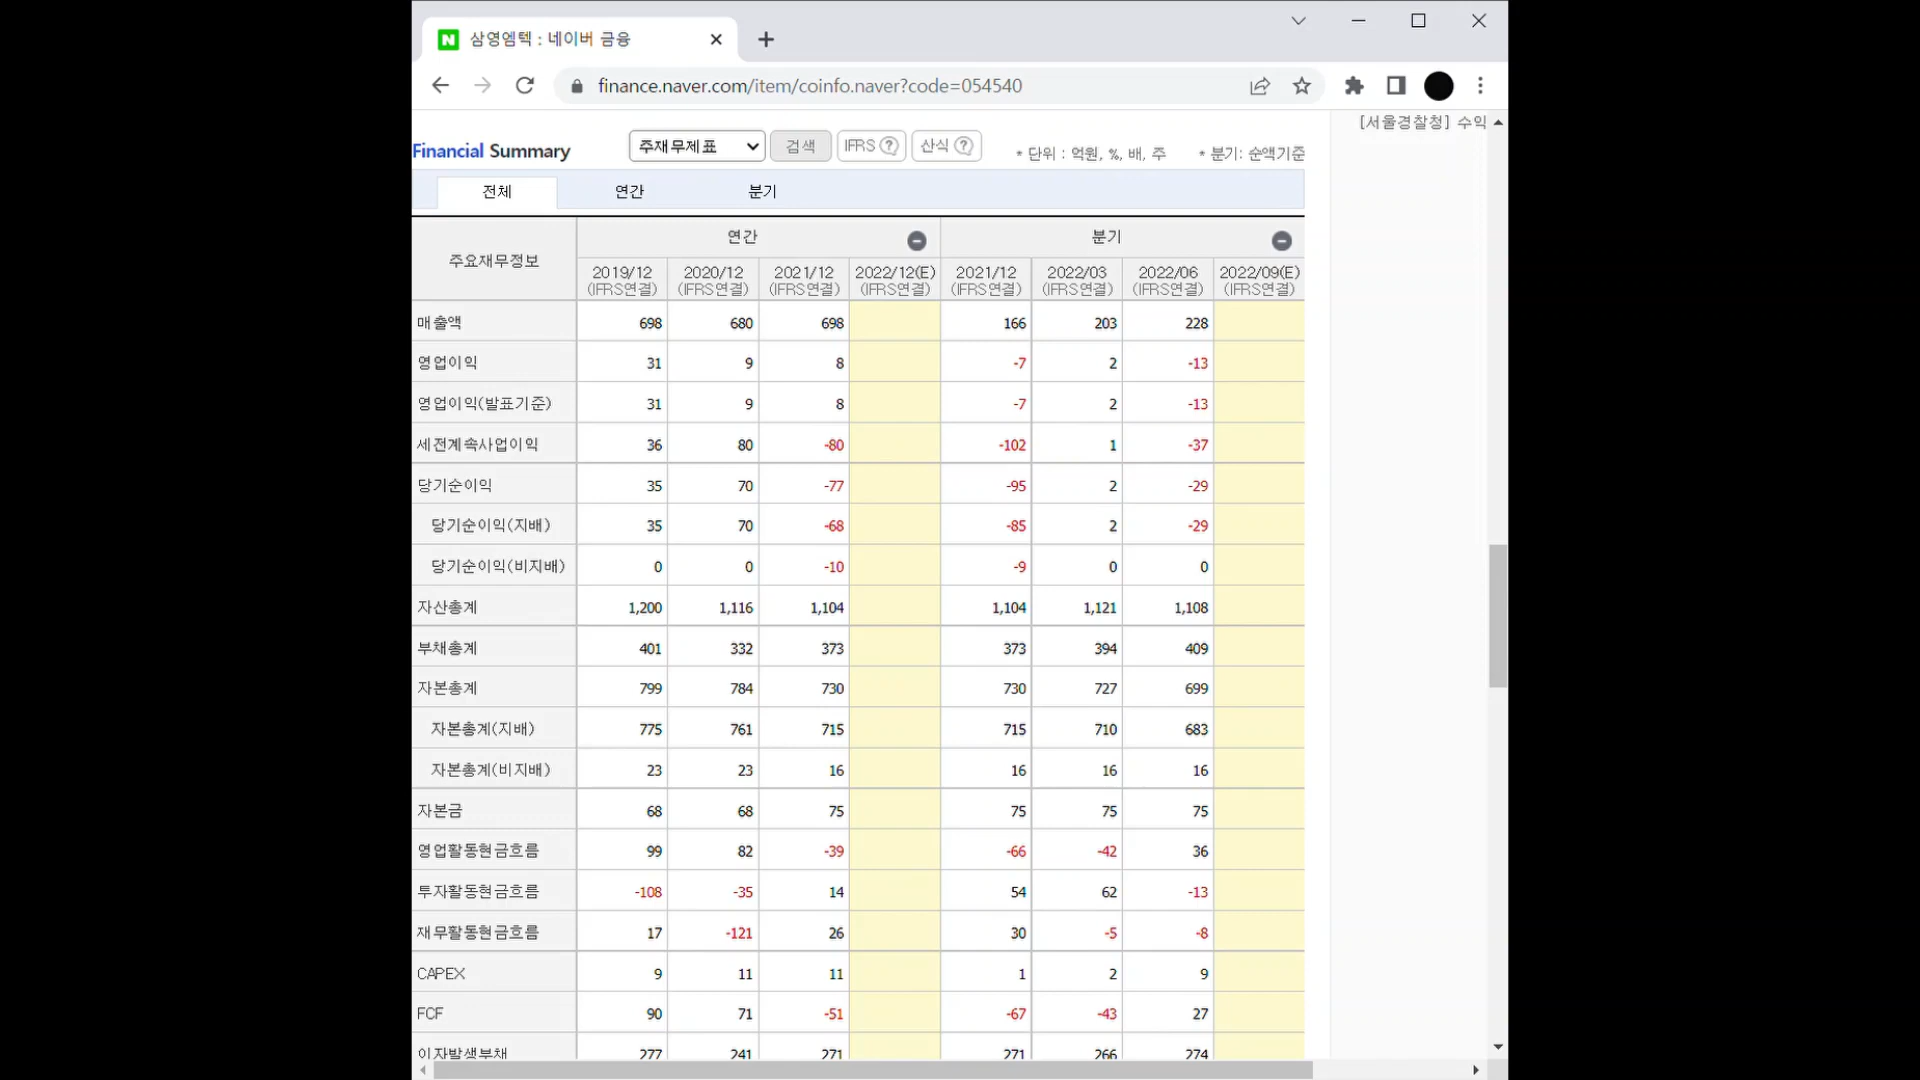 삼영엠텍 : 네이버 금융
finance.naver.com/item/coinfo.naver?code=054540
[서울경찰청] 수익
Financial Summary 주재무제표 검색 IFRS ? 산식 ? * 단위 : 억원, %, 배, 주 * 분기: 순액기준
전체 연간 분기
주요재무정보 연간 분기
2019/12 2020/12 2021/12 2022/12(E) 2021/12 2022/03 2022/06 2022/09(E)
(IFRS연결) (IFRS연결) (IFRS연결) (IFRS연결) (IFRS연결) (IFRS연결) (IFRS연결) (IFRS연결)
매출액 698 680 698 166 203 228
영업이익 31 9 8 -7 2 -13
영업이익(발표기준) 31 9 8 -7 2 -13
세전계속사업이익 36 80 -80 -102 1 -37
당기순이익 35 70 -77 -95 2 -29
당기순이익(지배) 35 70 -68 -85 2 -29
당기순이익(비지배) 0 0 -10 -9 0 0
자산총계 1,200 1,116 1,104 1,104 1,121 1,108
부채총계 401 332 373 373 394 409
자본총계 799 784 730 730 727 699
자본총계(지배) 775 761 715 715 710 683
자본총계(비지배) 23 23 16 16 16 16
자본금 68 68 75 75 75 75
영업활동현금흐름 99 82 -39 -66 -42 36
투자활동현금흐름 -108 -35 14 54 62 -13
재무활동현금흐름 17 -121 26 30 -5 -8
CAPEX 9 11 11 1 2 9
FCF 90 71 -51 -67 -43 27
이자발생부채 277 241 271 271 266 274